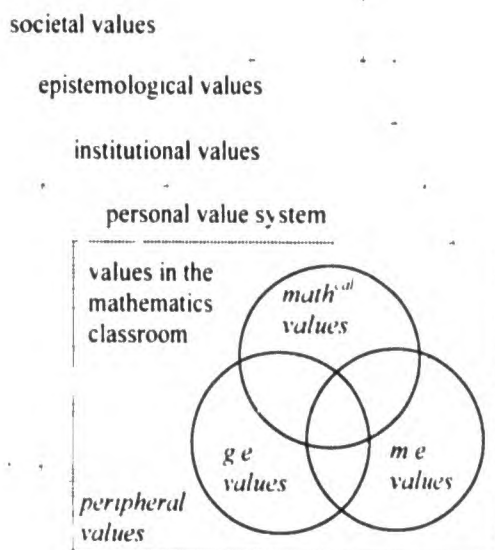 societal values
epistemological values
institutional values
personal value system
values in the
mathematics
classroom
math'cal
values
g e
values
m e
values
peripheral
values